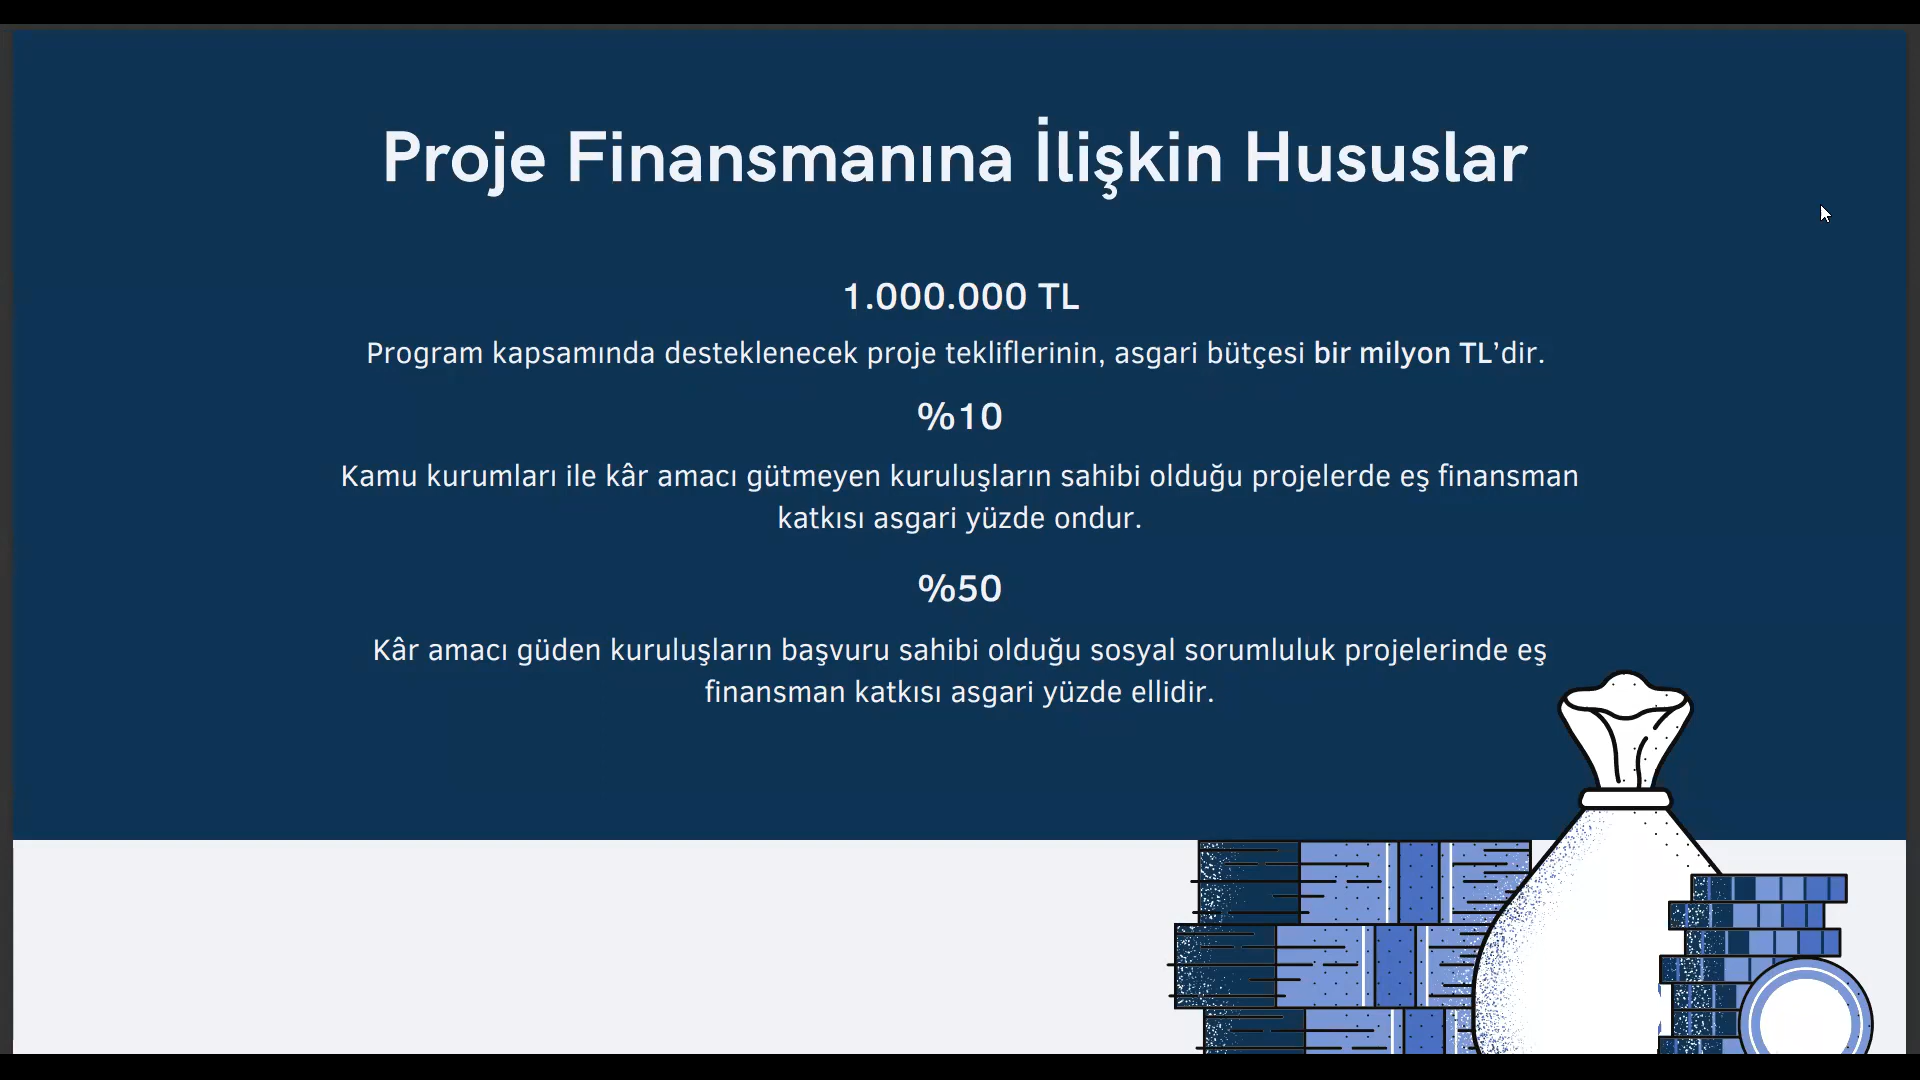 Proje Finansmanına İlişkin Hususlar
1.000.000 TL
Program kapsamında desteklenecek proje tekliflerinin, asgari bütçesi bir milyon TL’dir.
%10
Kamu kurumları ile kâr amacı gütmeyen kuruluşların sahibi olduğu projelerde eş finansman
katkısı asgari yüzde ondur.
%50
Kâr amacı güden kuruluşların başvuru sahibi olduğu sosyal sorumluluk projelerinde eş
finansman katkısı asgari yüzde ellidir.